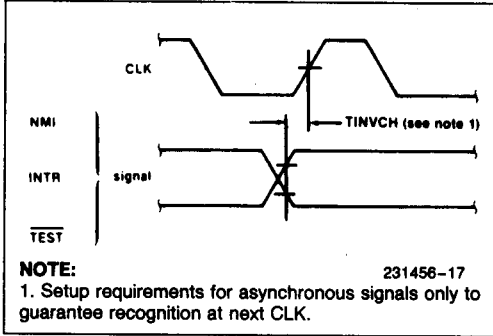 CLK
NMI
TINVCH (see note 1)
INTR
signal
TEST
NOTE:
231456-17
1. Setup requirements for asynchronous signals only to
guarantee recognition at next CLK.